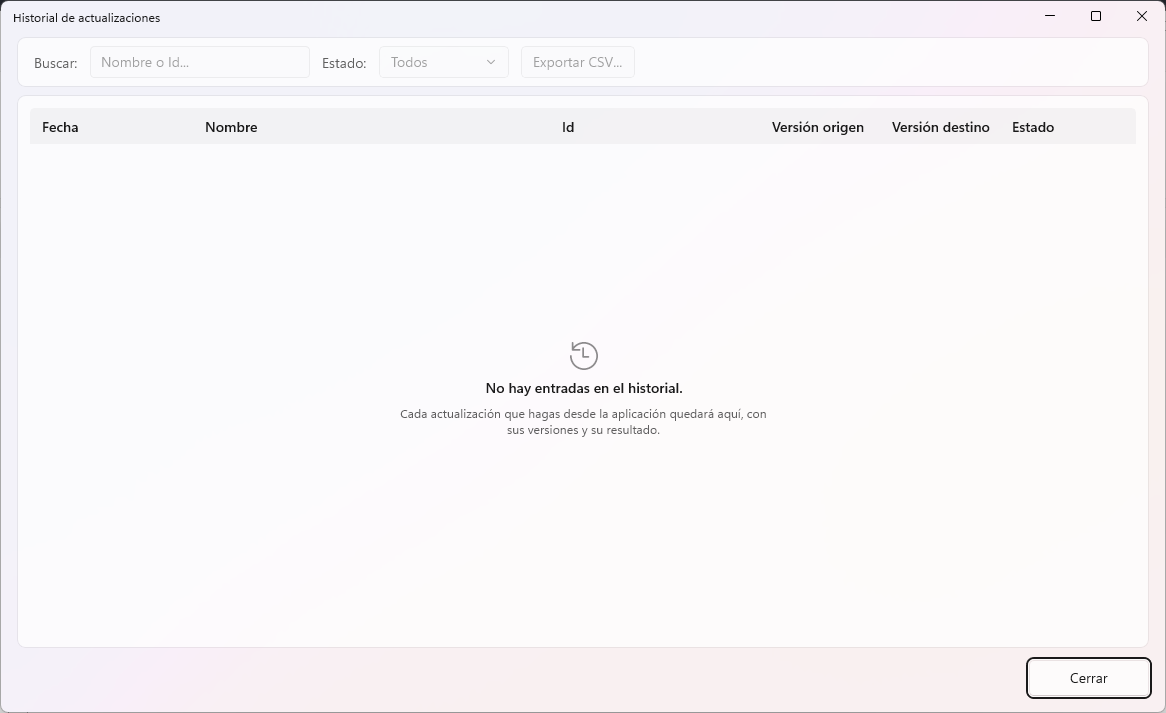 Historial de actualizaciones
Buscar: Nombre o Id... Estado: Todos Exportar CSV...
Fecha Nombre Id Versión origen Versión destino Estado
No hay entradas en el historial.
Cada actualización que hagas desde la aplicación quedará aquí, con
sus versiones y su resultado.
Cerrar